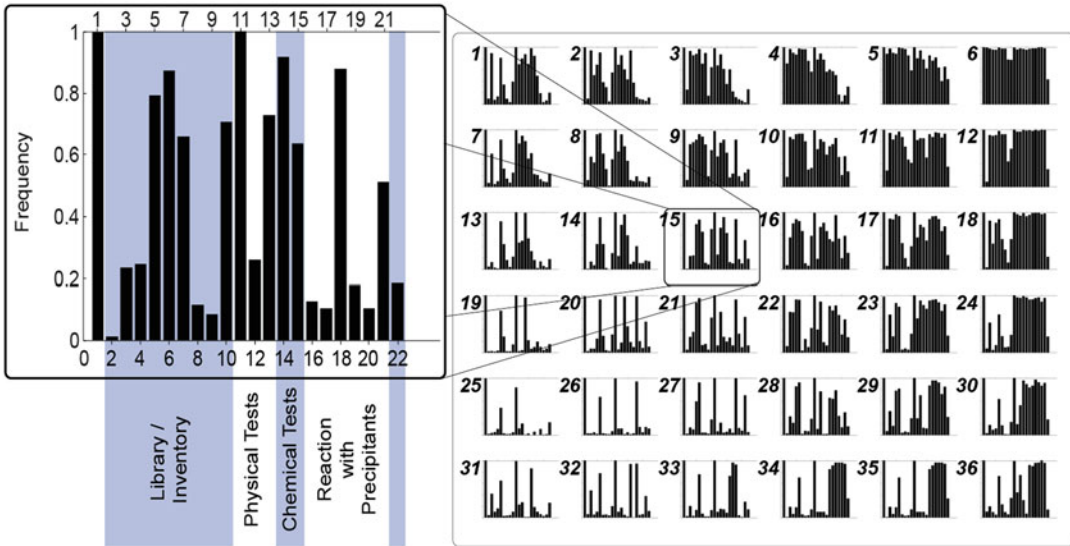 1 3 5 7 9 11 13 15 17 19 21
1
0.8
0.6
0.4
0.2
0
Frequency
0 2 4 6 8 10 12 14 16 18 20 22
Library /
Inventory
Physical Tests
Chemical Tests
Reaction
with
Precipitants
1 2 3 4 5 6
7 8 9 10 11 12
13 14 15 16 17 18
19 20 21 22 23 24
25 26 27 28 29 30
31 32 33 34 35 36